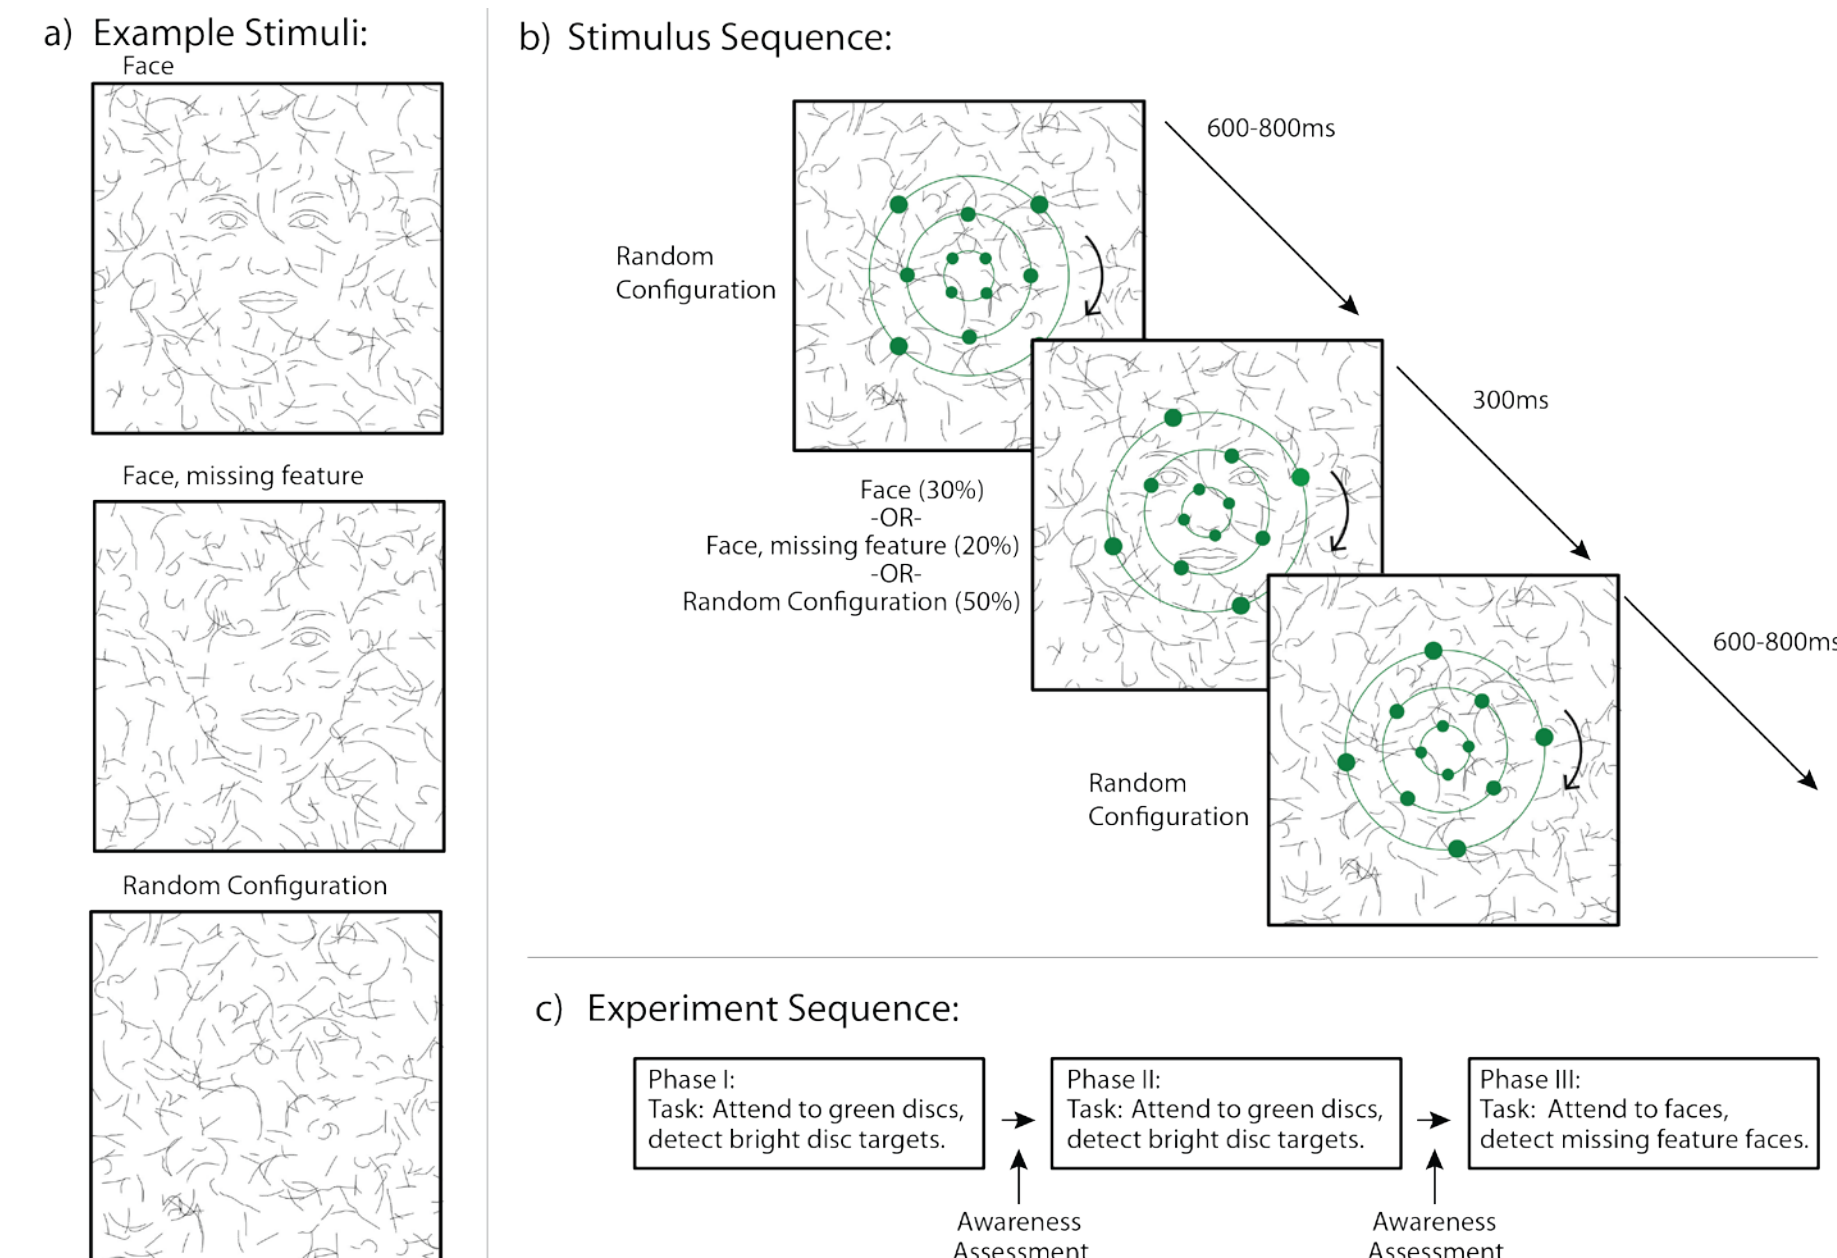 a) Example Stimuli:
Face
Face, missing feature
Random Configuration
b) Stimulus Sequence:
600-800ms
Random
Configuration
300ms
Face (30%)
-OR-
Face, missing feature (20%)
-OR-
Random Configuration (50%)
600-800ms
Random
Configuration
c) Experiment Sequence:
Phase I:
Task: Attend to green discs,
detect bright disc targets.
Phase II:
Task: Attend to green discs,
detect bright disc targets.
Phase III:
Task: Attend to faces,
detect missing feature faces.
Awareness
Assessment
Awareness
Assessment